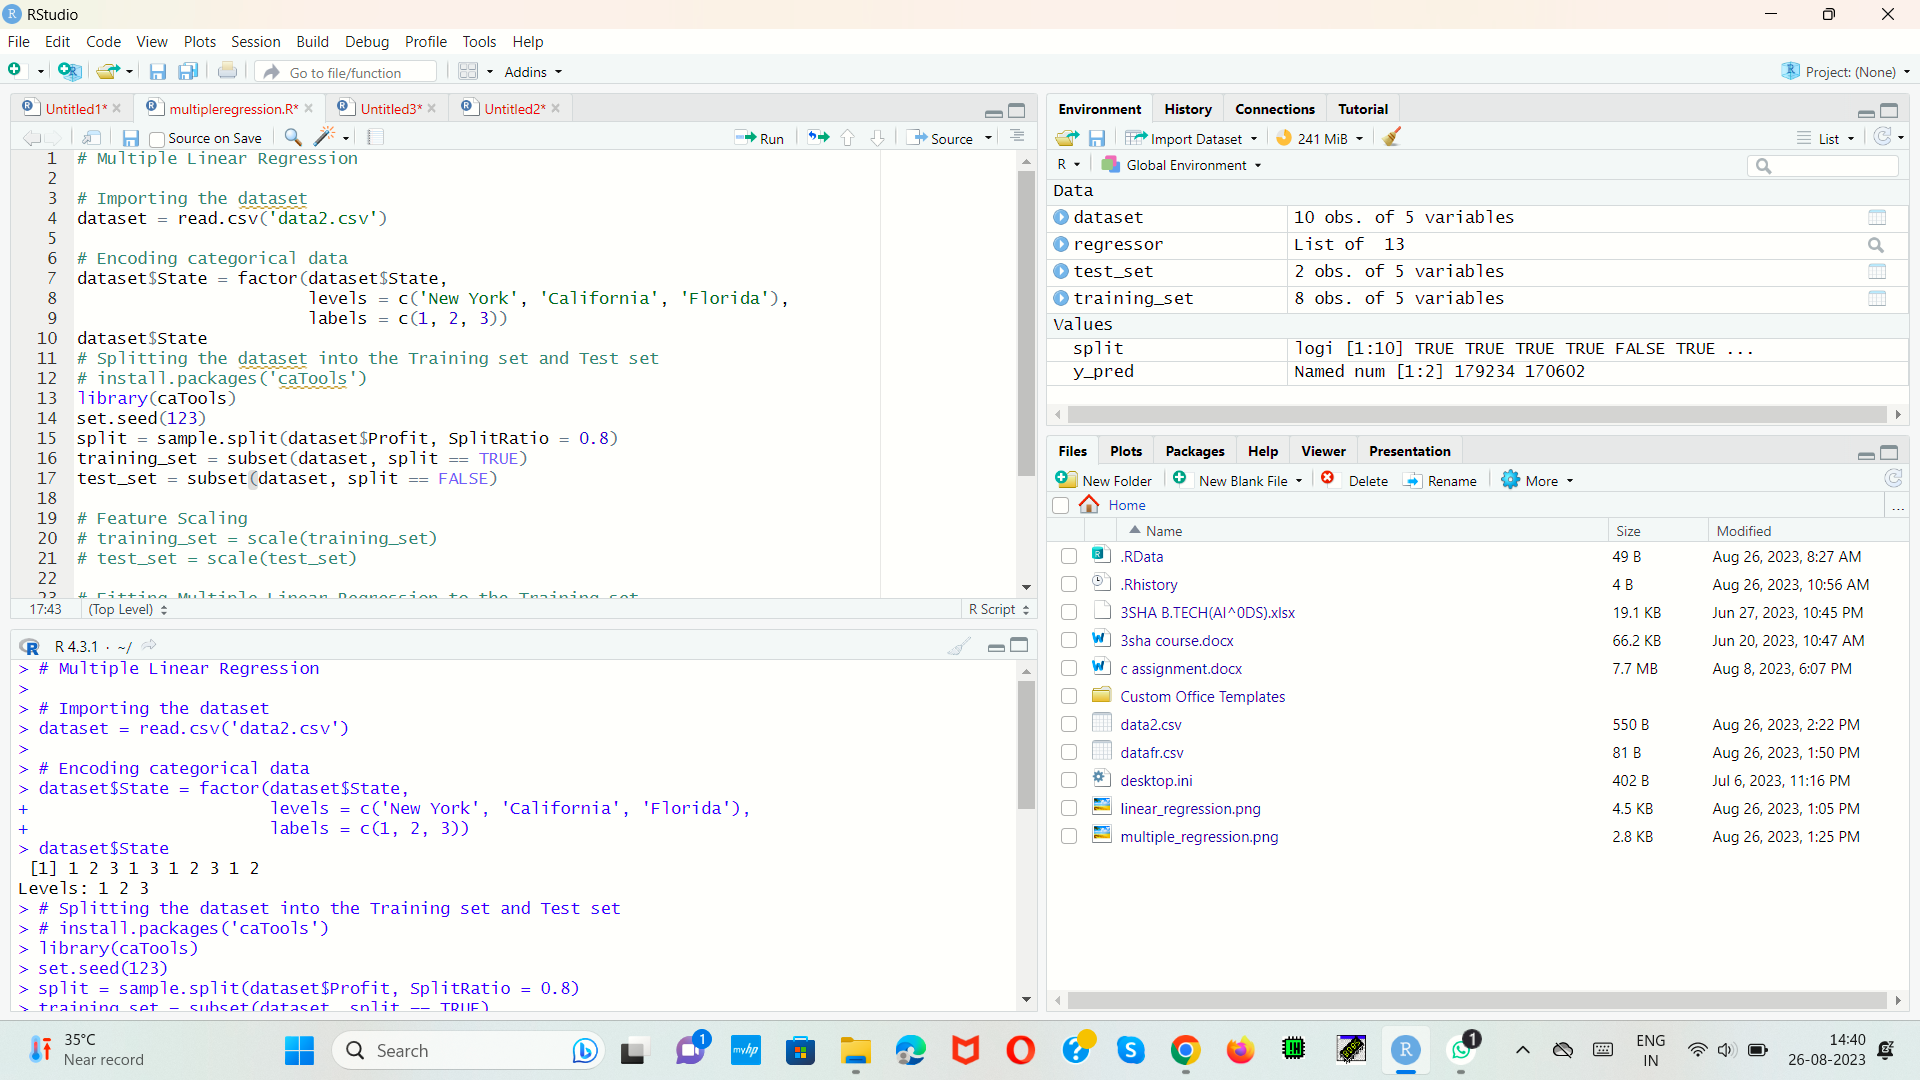 RStudio
File Edit Code View Plots Session Build Debug Profile Tools Help
Go to file/function Addins Project: (None)
Untitled1* multipleregression.R* Untitled3* Untitled2*
Source on Save Run Source
1 # Multiple Linear Regression
2
3 # Importing the dataset
4 dataset = read.csv('data2.csv')
5
6 # Encoding categorical data
7 dataset$State = factor(dataset$State,
8 levels = c('New York', 'California', 'Florida'),
9 labels = c(1, 2, 3))
10 dataset$State
11 # Splitting the dataset into the Training set and Test set
12 # install.packages('caTools')
13 library(caTools)
14 set.seed(123)
15 split = sample.split(dataset$Profit, SplitRatio = 0.8)
16 training_set = subset(dataset, split == TRUE)
17 test_set = subset(dataset, split == FALSE)
18
19 # Feature Scaling
20 # training_set = scale(training_set)
21 # test_set = scale(test_set)
22
23 # Fitting Multiple Linear Regression to the Training set
17:43 (Top Level) R Script
R 4.3.1 · ~/
> # Multiple Linear Regression
>
> # Importing the dataset
> dataset = read.csv('data2.csv')
>
> # Encoding categorical data
> dataset$State = factor(dataset$State,
+ levels = c('New York', 'California', 'Florida'),
+ labels = c(1, 2, 3))
> dataset$State
[1] 1 2 3 1 3 1 2 3 1 2
Levels: 1 2 3
> # Splitting the dataset into the Training set and Test set
> # install.packages('caTools')
> library(caTools)
> set.seed(123)
> split = sample.split(dataset$Profit, SplitRatio = 0.8)
> training_set = subset(dataset, split == TRUE)
Environment History Connections Tutorial
Import Dataset 241 MiB List
R Global Environment
Data
dataset 10 obs. of 5 variables
regressor List of 13
test_set 2 obs. of 5 variables
training_set 8 obs. of 5 variables
Values
split logi [1:10] TRUE TRUE TRUE TRUE FALSE TRUE ...
y_pred Named num [1:2] 179234 170602
Files Plots Packages Help Viewer Presentation
New Folder New Blank File Delete Rename More
Home ...
Name Size Modified
.RData 49 B Aug 26, 2023, 8:27 AM
.Rhistory 4 B Aug 26, 2023, 10:56 AM
3SHA B.TECH(AI^0DS).xlsx 19.1 KB Jun 27, 2023, 10:45 PM
3sha course.docx 66.2 KB Jun 20, 2023, 10:47 AM
c assignment.docx 7.7 MB Aug 8, 2023, 6:07 PM
Custom Office Templates
data2.csv 550 B Aug 26, 2023, 2:22 PM
datafr.csv 81 B Aug 26, 2023, 1:50 PM
desktop.ini 402 B Jul 6, 2023, 11:16 PM
linear_regression.png 4.5 KB Aug 26, 2023, 1:05 PM
multiple_regression.png 2.8 KB Aug 26, 2023, 1:25 PM
35°C
Near record
Search
1
myhp
1
ENG
IN
14:40
26-08-2023